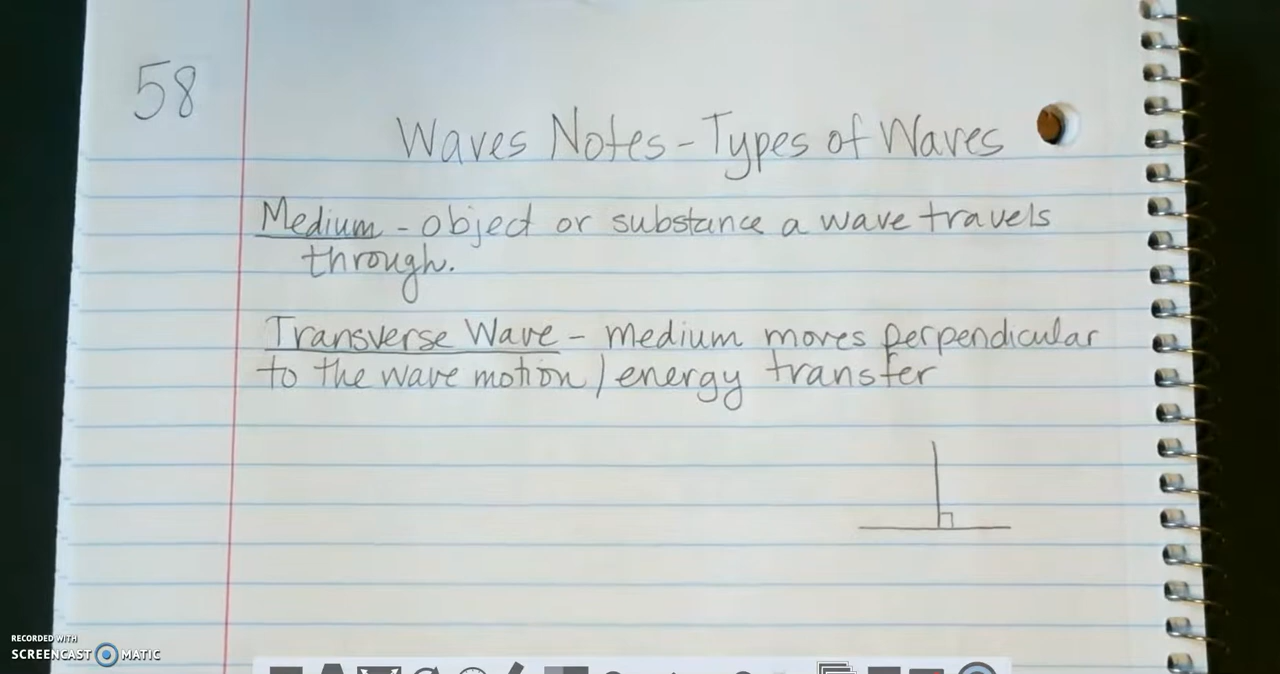 58
Waves Notes - Types of Waves
Medium - object or substance a wave travels
through.
Transverse Wave - medium moves perpendicular
to the wave motion / energy transfer
RECORDED WITH
SCREENCAST MATIC